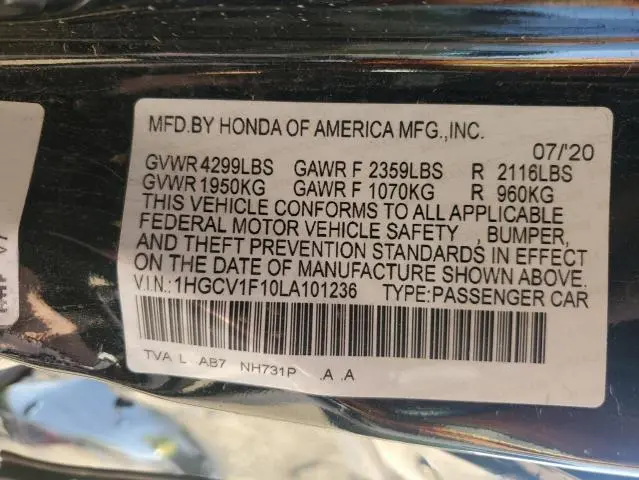 MFD.BY HONDA OF AMERICA MFG.,INC.
07/'20
GVWR 4299LBS GAWR F 2359LBS R 2116LBS
GVWR 1950KG GAWR F 1070KG R 960KG
THIS VEHICLE CONFORMS TO ALL APPLICABLE
FEDERAL MOTOR VEHICLE SAFETY , BUMPER,
AND THEFT PREVENTION STANDARDS IN EFFECT
ON THE DATE OF MANUFACTURE SHOWN ABOVE.
V.I.N.:1HGCV1F10LA101236 TYPE:PASSENGER CAR
TVA L AB7 NH731P .A .A